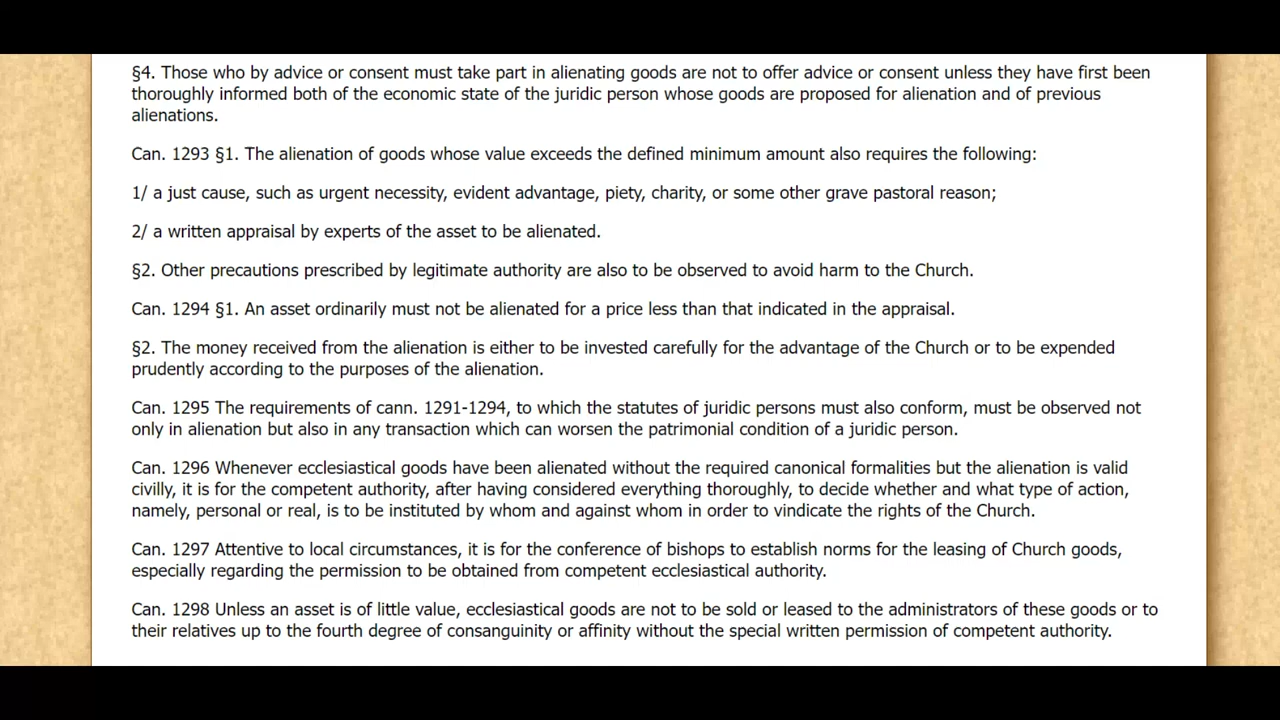 §4. Those who by advice or consent must take part in alienating goods are not to offer advice or consent unless they have first been
thoroughly informed both of the economic state of the juridic person whose goods are proposed for alienation and of previous
alienations.
Can. 1293 §1. The alienation of goods whose value exceeds the defined minimum amount also requires the following:
1/ a just cause, such as urgent necessity, evident advantage, piety, charity, or some other grave pastoral reason;
2/ a written appraisal by experts of the asset to be alienated.
§2. Other precautions prescribed by legitimate authority are also to be observed to avoid harm to the Church.
Can. 1294 §1. An asset ordinarily must not be alienated for a price less than that indicated in the appraisal.
§2. The money received from the alienation is either to be invested carefully for the advantage of the Church or to be expended
prudently according to the purposes of the alienation.
Can. 1295 The requirements of cann. 1291-1294, to which the statutes of juridic persons must also conform, must be observed not
only in alienation but also in any transaction which can worsen the patrimonial condition of a juridic person.
Can. 1296 Whenever ecclesiastical goods have been alienated without the required canonical formalities but the alienation is valid
civilly, it is for the competent authority, after having considered everything thoroughly, to decide whether and what type of action,
namely, personal or real, is to be instituted by whom and against whom in order to vindicate the rights of the Church.
Can. 1297 Attentive to local circumstances, it is for the conference of bishops to establish norms for the leasing of Church goods,
especially regarding the permission to be obtained from competent ecclesiastical authority.
Can. 1298 Unless an asset is of little value, ecclesiastical goods are not to be sold or leased to the administrators of these goods or to
their relatives up to the fourth degree of consanguinity or affinity without the special written permission of competent authority.